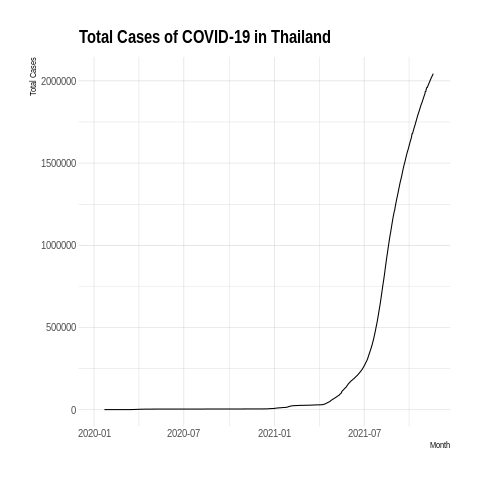 Total Cases of COVID-19 in Thailand
Total Cases
2000000
1500000
1000000
500000
0
2020-01 2020-07 2021-01 2021-07
Month